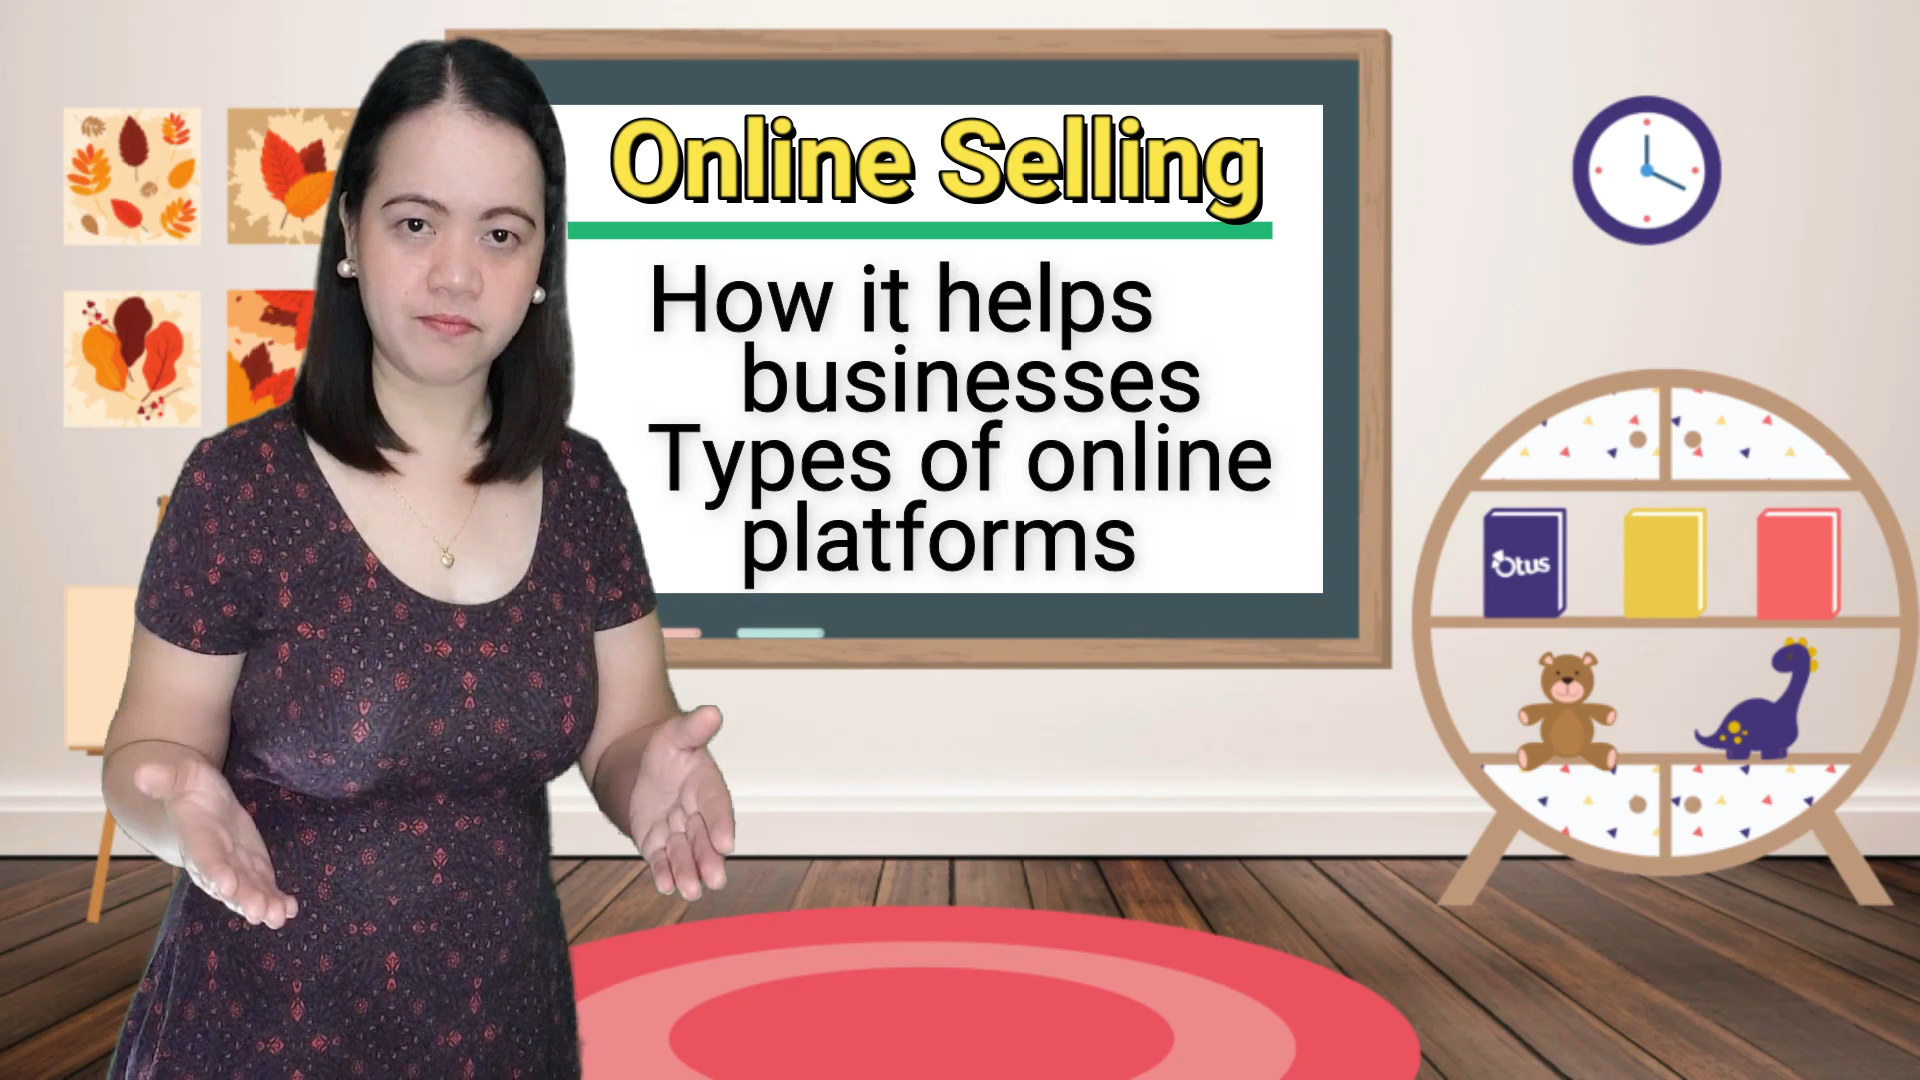 Online Selling
How it helps
businesses
Types of online
platforms
Otus